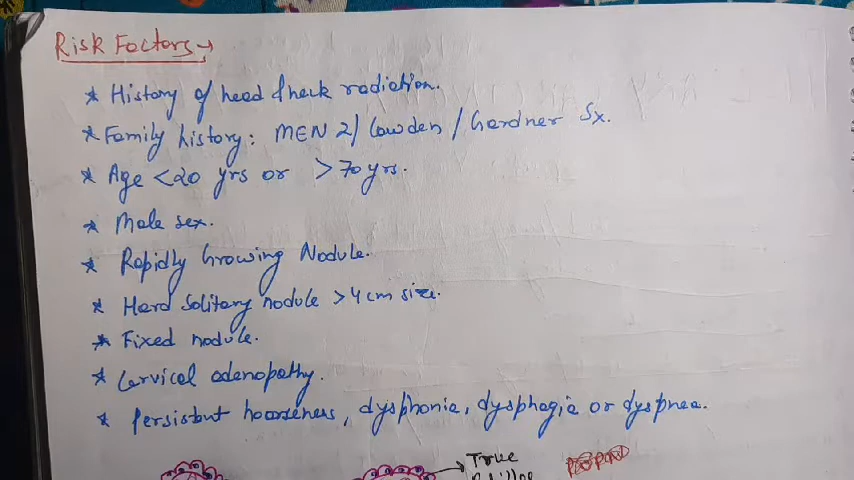 Risk Factors →
* History of head & neck radiation.
* Family history: MEN 2/ Cowden / Gardner Sx.
* Age <20 yrs or >70 yrs.
* Male sex.
* Rapidly Growing Nodule.
* Hard Solitary nodule >4 cm size.
* Fixed nodule.
* Cervical adenopathy.
* Persistent hoarseness, dysphonia, dysphagia or dyspnea.
True